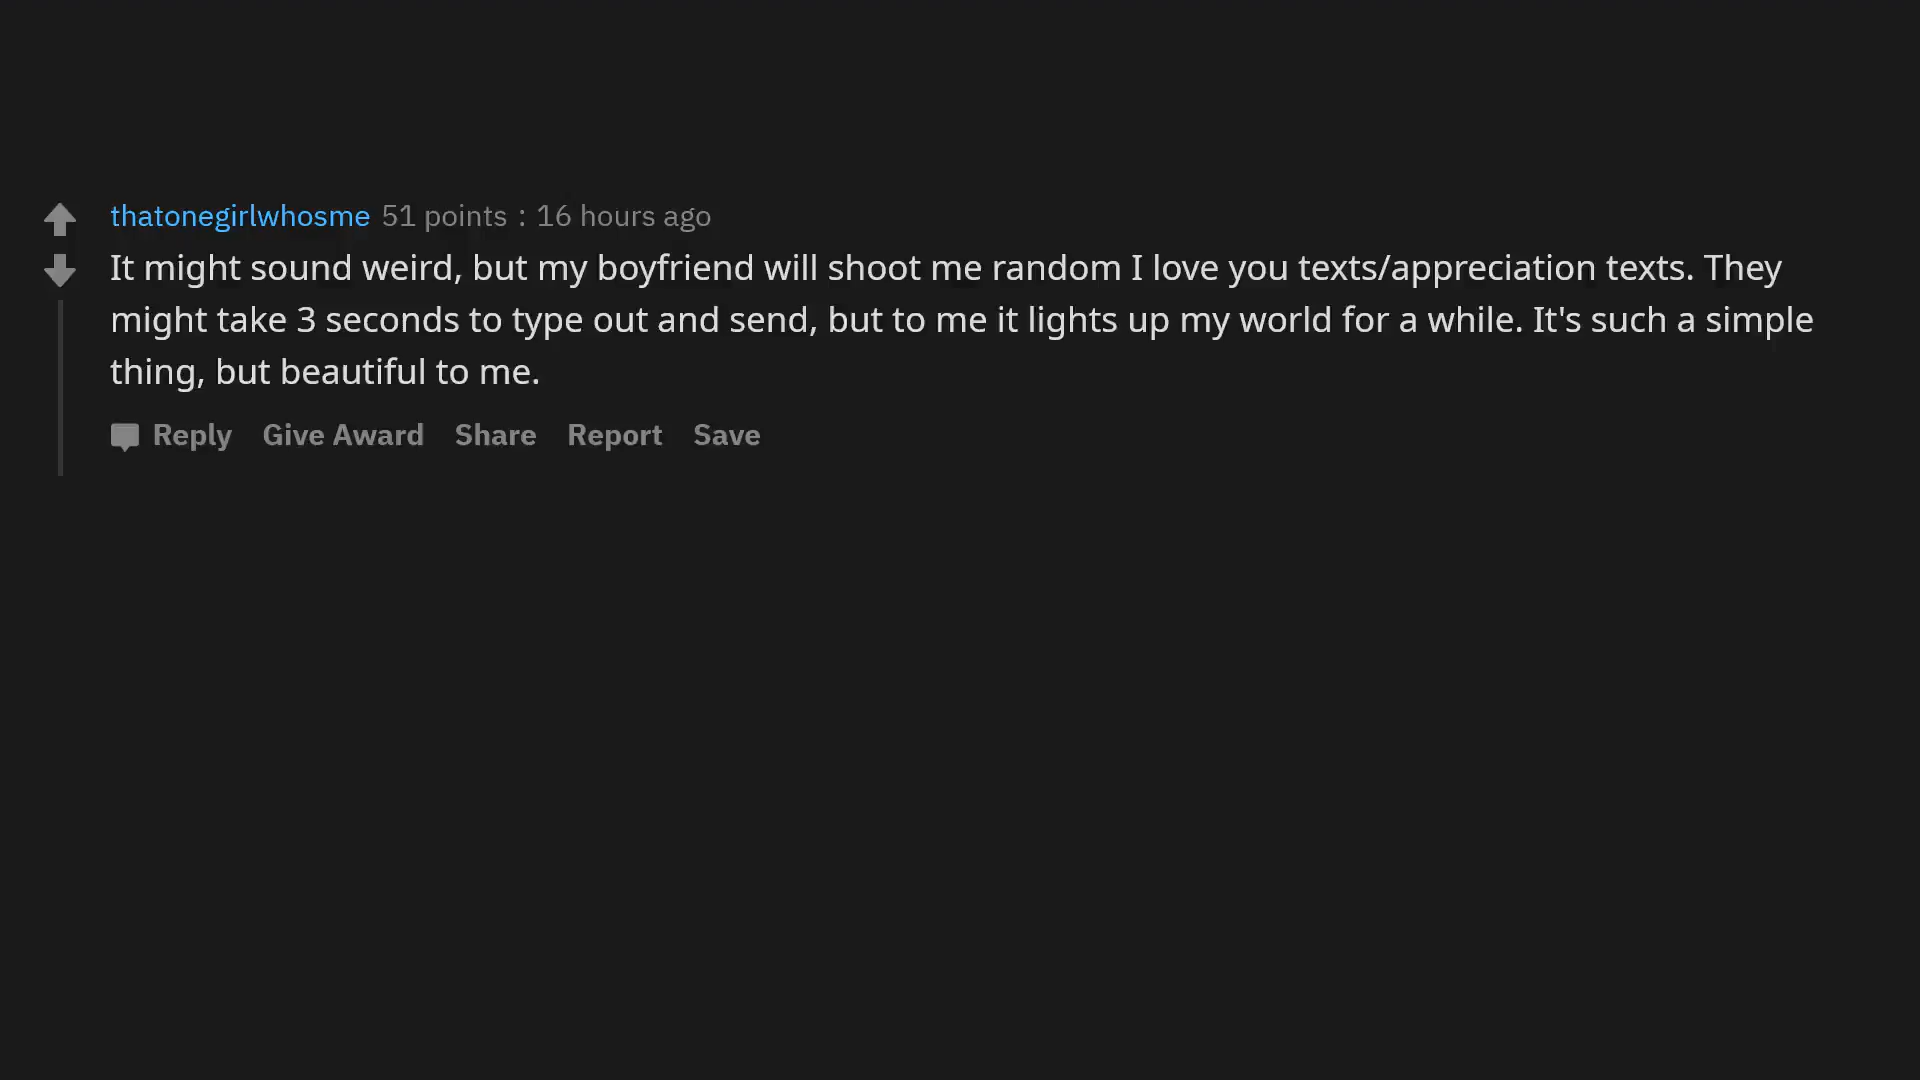 thatonegirlwhosme 51 points : 16 hours ago
It might sound weird, but my boyfriend will shoot me random I love you texts/appreciation texts. They
might take 3 seconds to type out and send, but to me it lights up my world for a while. It's such a simple
thing, but beautiful to me.
Reply Give Award Share Report Save